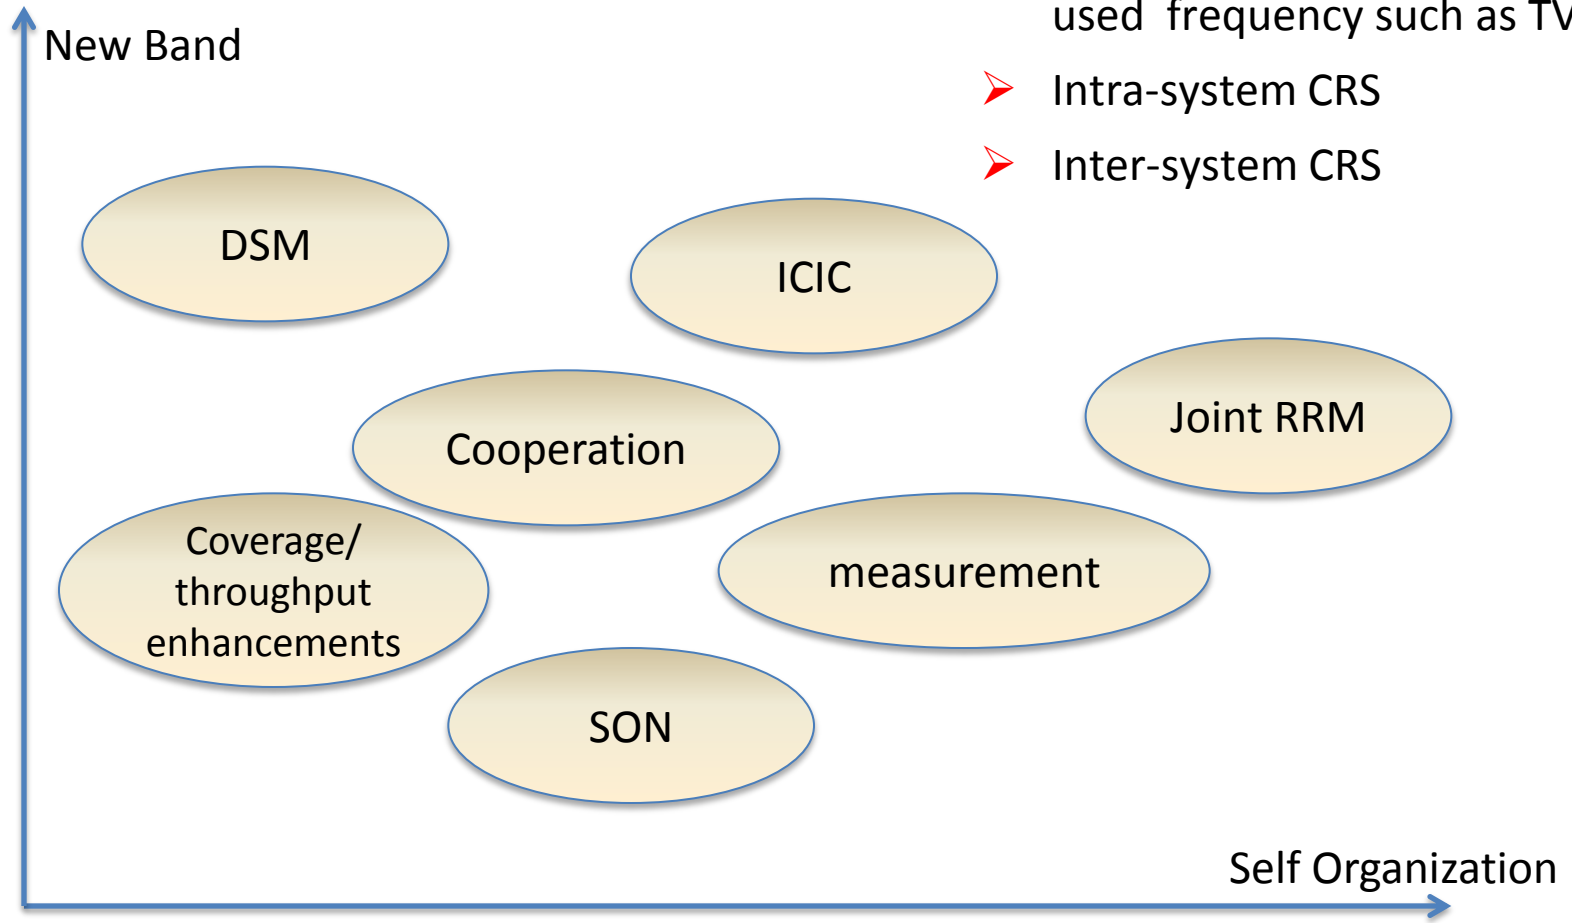 used frequency such as TV
New Band
Intra-system CRS
Inter-system CRS
DSM
ICIC
Joint RRM
Cooperation
Coverage/
throughput
enhancements
measurement
SON
Self Organization